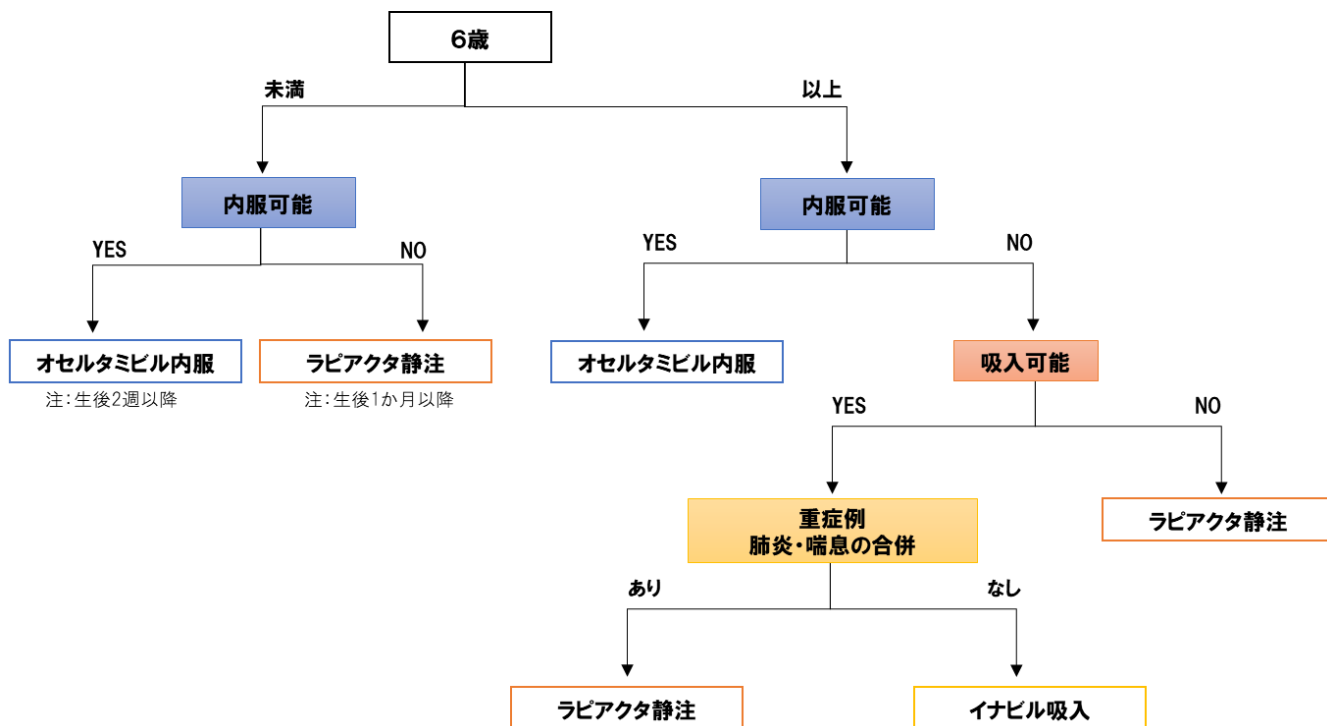 6歳
未満
以上
内服可能
内服可能
YES
NO
YES
NO
オセルタミビル内服
ラピアクタ静注
オセルタミビル内服
吸入可能
注：生後2週以降
注：生後1か月以降
YES
NO
重症例
肺炎・喘息の合併
ラピアクタ静注
あり
なし
ラピアクタ静注
イナビル吸入